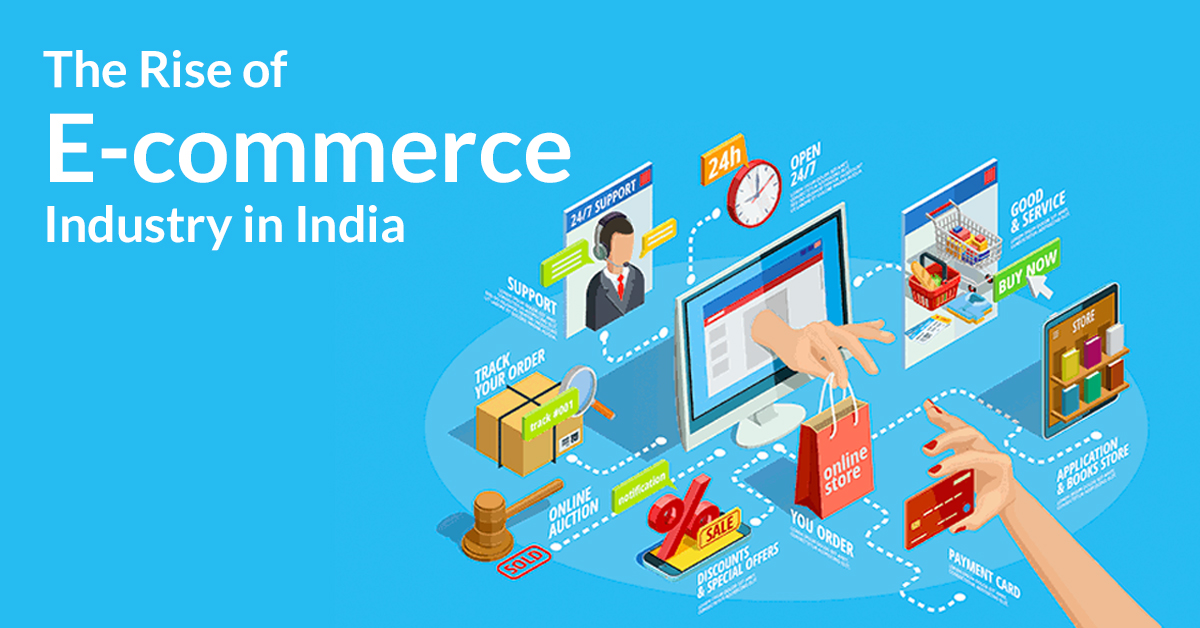 The Rise of
E-commerce
Industry in India
24h
OPEN
24/7
24/7 SUPPORT
SUPPORT
GOOD
& SERVICE
BUY NOW
STORE
TRACK
YOUR ORDER
track #001
online
store
APPLICATION
& BOOKS STORE
ONLINE
AUCTION
SOLD
notification
%
SALE
DISCOUNTS
& SPECIAL OFFERS
YOU ORDER
PAYMENT CARD